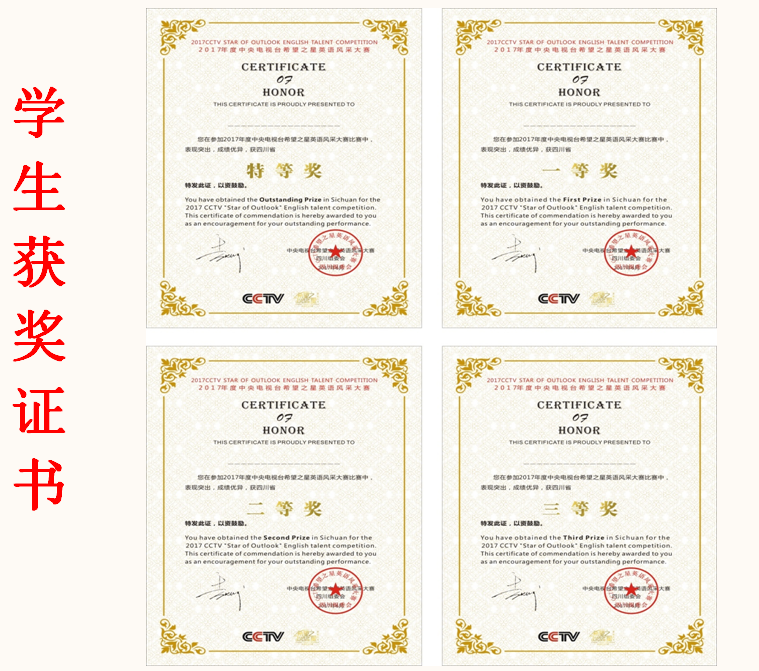 学生获奖证书
2017CCTV STAR OF OUTLOOK ENGLISH TALENT COMPETITION
2017年度中央电视台希望之星英语风采大赛
CERTIFICATE
OF
HONOR
THIS CERTIFICATE IS PROUDLY PRESENTED TO
您在参加2017年度中央电视台希望之星英语风采大赛比赛中，
表现突出，成绩优异，获四川省
特等奖
特发此证，以资鼓励。
You have obtained the Outstanding Prize in Sichuan for the
2017 CCTV "Star of Outlook" English talent competition.
This certificate of commendation is hereby awarded to you
as an encouragement for your outstanding performance.
中央电视台希望之星英语风采大赛
四川组委会
CCTV
2017CCTV STAR OF OUTLOOK ENGLISH TALENT COMPETITION
2017年度中央电视台希望之星英语风采大赛
CERTIFICATE
OF
HONOR
THIS CERTIFICATE IS PROUDLY PRESENTED TO
您在参加2017年度中央电视台希望之星英语风采大赛比赛中，
表现突出，成绩优异，获四川省
一等奖
特发此证，以资鼓励。
You have obtained the First Prize in Sichuan for the
2017 CCTV "Star of Outlook" English talent competition.
This certificate of commendation is hereby awarded to you
as an encouragement for your outstanding performance.
中央电视台希望之星英语风采大赛
四川组委会
CCTV
2017CCTV STAR OF OUTLOOK ENGLISH TALENT COMPETITION
2017年度中央电视台希望之星英语风采大赛
CERTIFICATE
OF
HONOR
THIS CERTIFICATE IS PROUDLY PRESENTED TO
您在参加2017年度中央电视台希望之星英语风采大赛比赛中，
表现突出，成绩优异，获四川省
二等奖
特发此证，以资鼓励。
You have obtained the Second Prize in Sichuan for the
2017 CCTV "Star of Outlook" English talent competition.
This certificate of commendation is hereby awarded to you
as an encouragement for your outstanding performance.
中央电视台希望之星英语风采大赛
四川组委会
CCTV
2017CCTV STAR OF OUTLOOK ENGLISH TALENT COMPETITION
2017年度中央电视台希望之星英语风采大赛
CERTIFICATE
OF
HONOR
THIS CERTIFICATE IS PROUDLY PRESENTED TO
您在参加2017年度中央电视台希望之星英语风采大赛比赛中，
表现突出，成绩优异，获四川省
三等奖
特发此证，以资鼓励。
You have obtained the Third Prize in Sichuan for the
2017 CCTV "Star of Outlook" English talent competition.
This certificate of commendation is hereby awarded to you
as an encouragement for your outstanding performance.
中央电视台希望之星英语风采大赛
四川组委会
CCTV